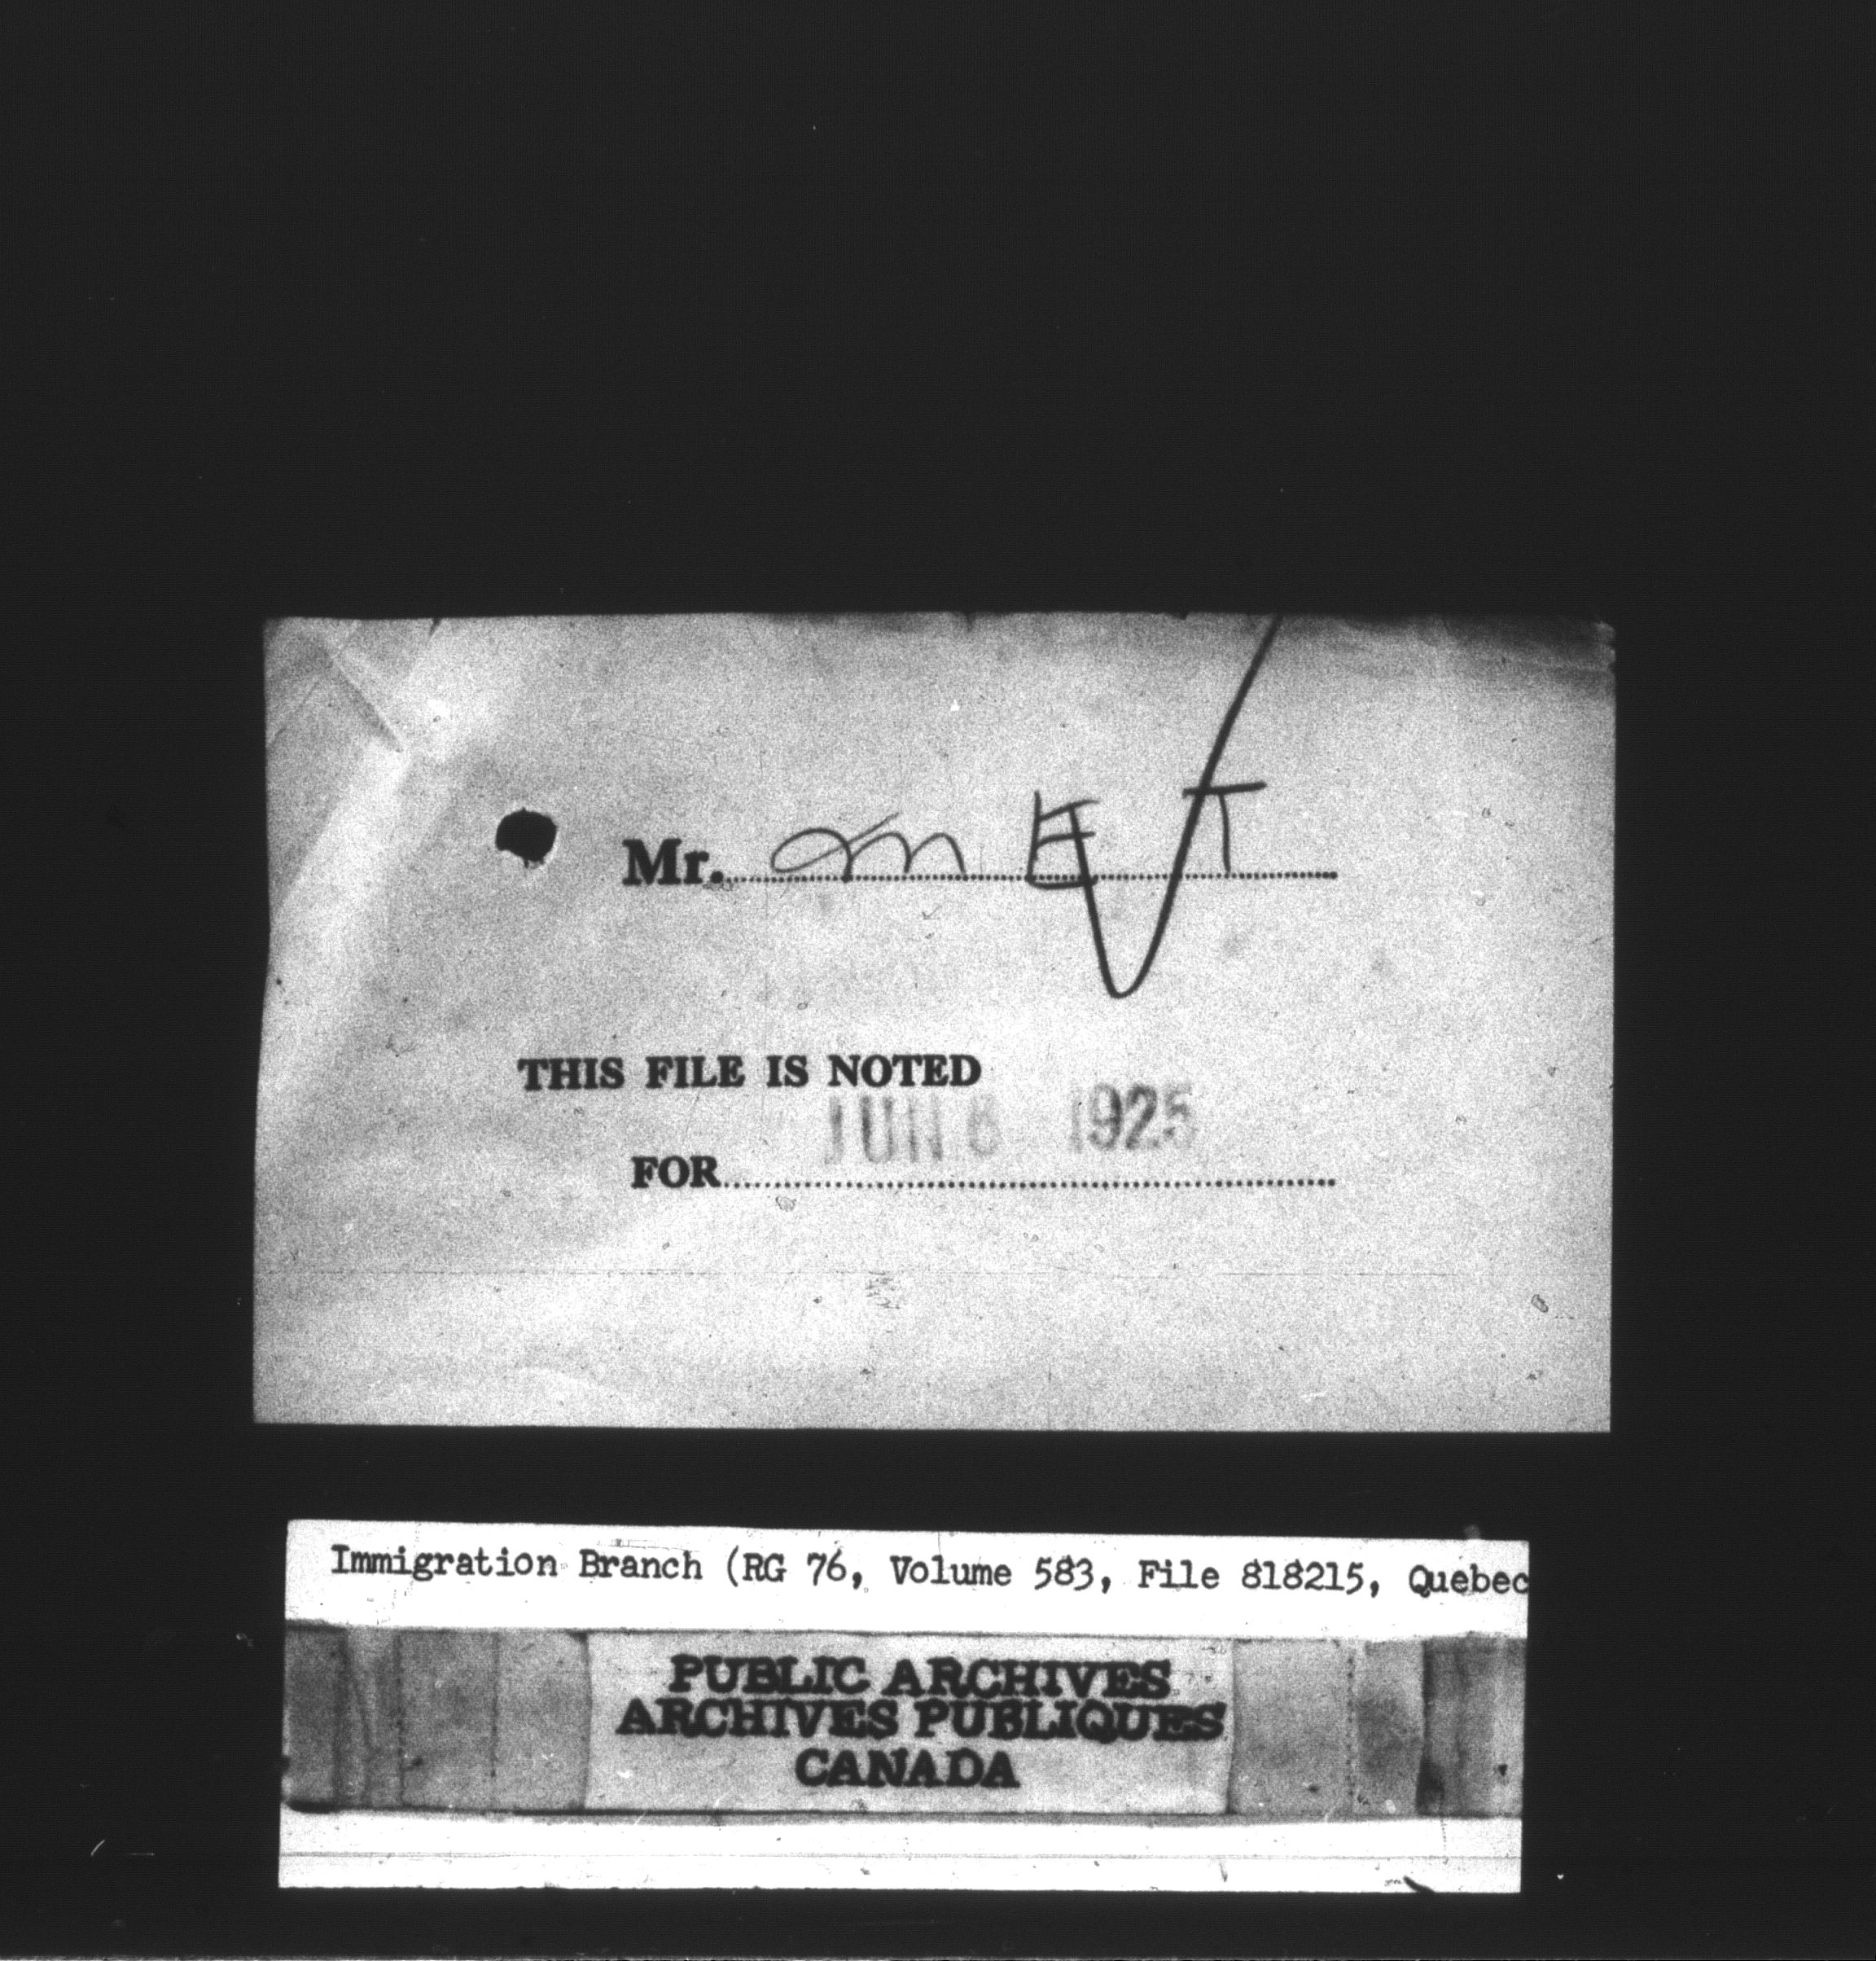 Mr.
THIS FILE IS NOTED
JUN 8 1925
FOR
Immigration Branch (RG 76, Volume 583, File 818215, Quebec
PUBLIC ARCHIVES
ARCHIVES PUBLIQUES
CANADA